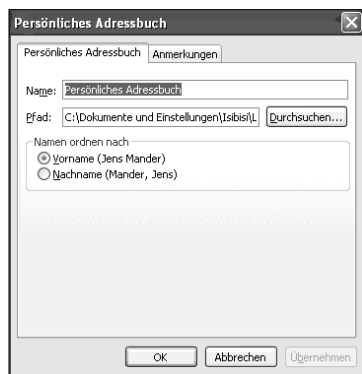 Persönliches Adressbuch
Persönliches Adressbuch Anmerkungen
Name: Persönliches Adressbuch
Pfad: C:\Dokumente und Einstellungen\Isibisi\L Durchsuchen...
Namen ordnen nach
Vorname (Jens Mander)
Nachname (Mander, Jens)
OK Abbrechen Übernehmen